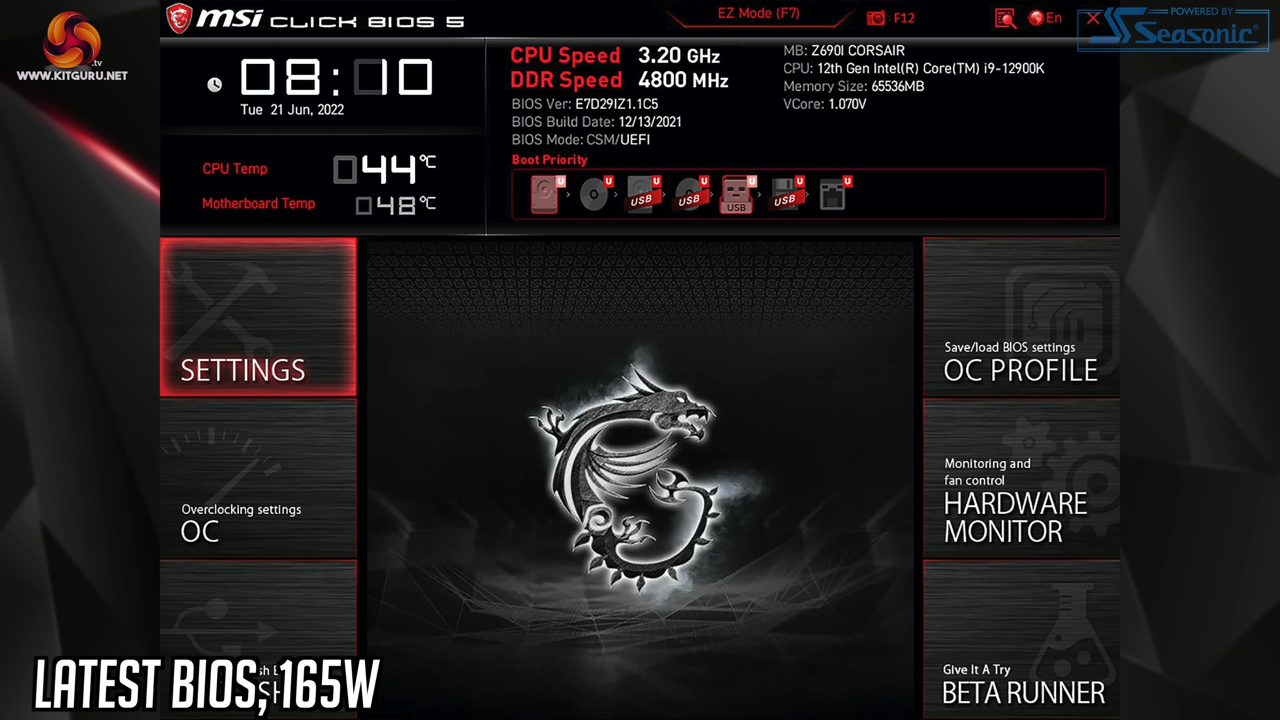 .tv
WWW.KITGURU.NET
msi CLICK BIOS 5
EZ Mode (F7)
: F12
En
X
POWERED BY
Seasonic
08:10
Tue 21 Jun, 2022
CPU Speed 3.20 GHz
DDR Speed 4800 MHz
BIOS Ver: E7D29IZ1.1C5
BIOS Build Date: 12/13/2021
BIOS Mode: CSM/UEFI
MB: Z690I CORSAIR
CPU: 12th Gen Intel(R) Core(TM) i9-12900K
Memory Size: 65536MB
VCore: 1.070V
CPU Temp 44°C
Motherboard Temp 48°C
Boot Priority
U U U U U U U
USB USB USB USB
SETTINGS
Overclocking settings
OC
Save/load BIOS settings
OC PROFILE
Monitoring and
fan control
HARDWARE
MONITOR
Give It A Try
BETA RUNNER
LATEST BIOS, 165W